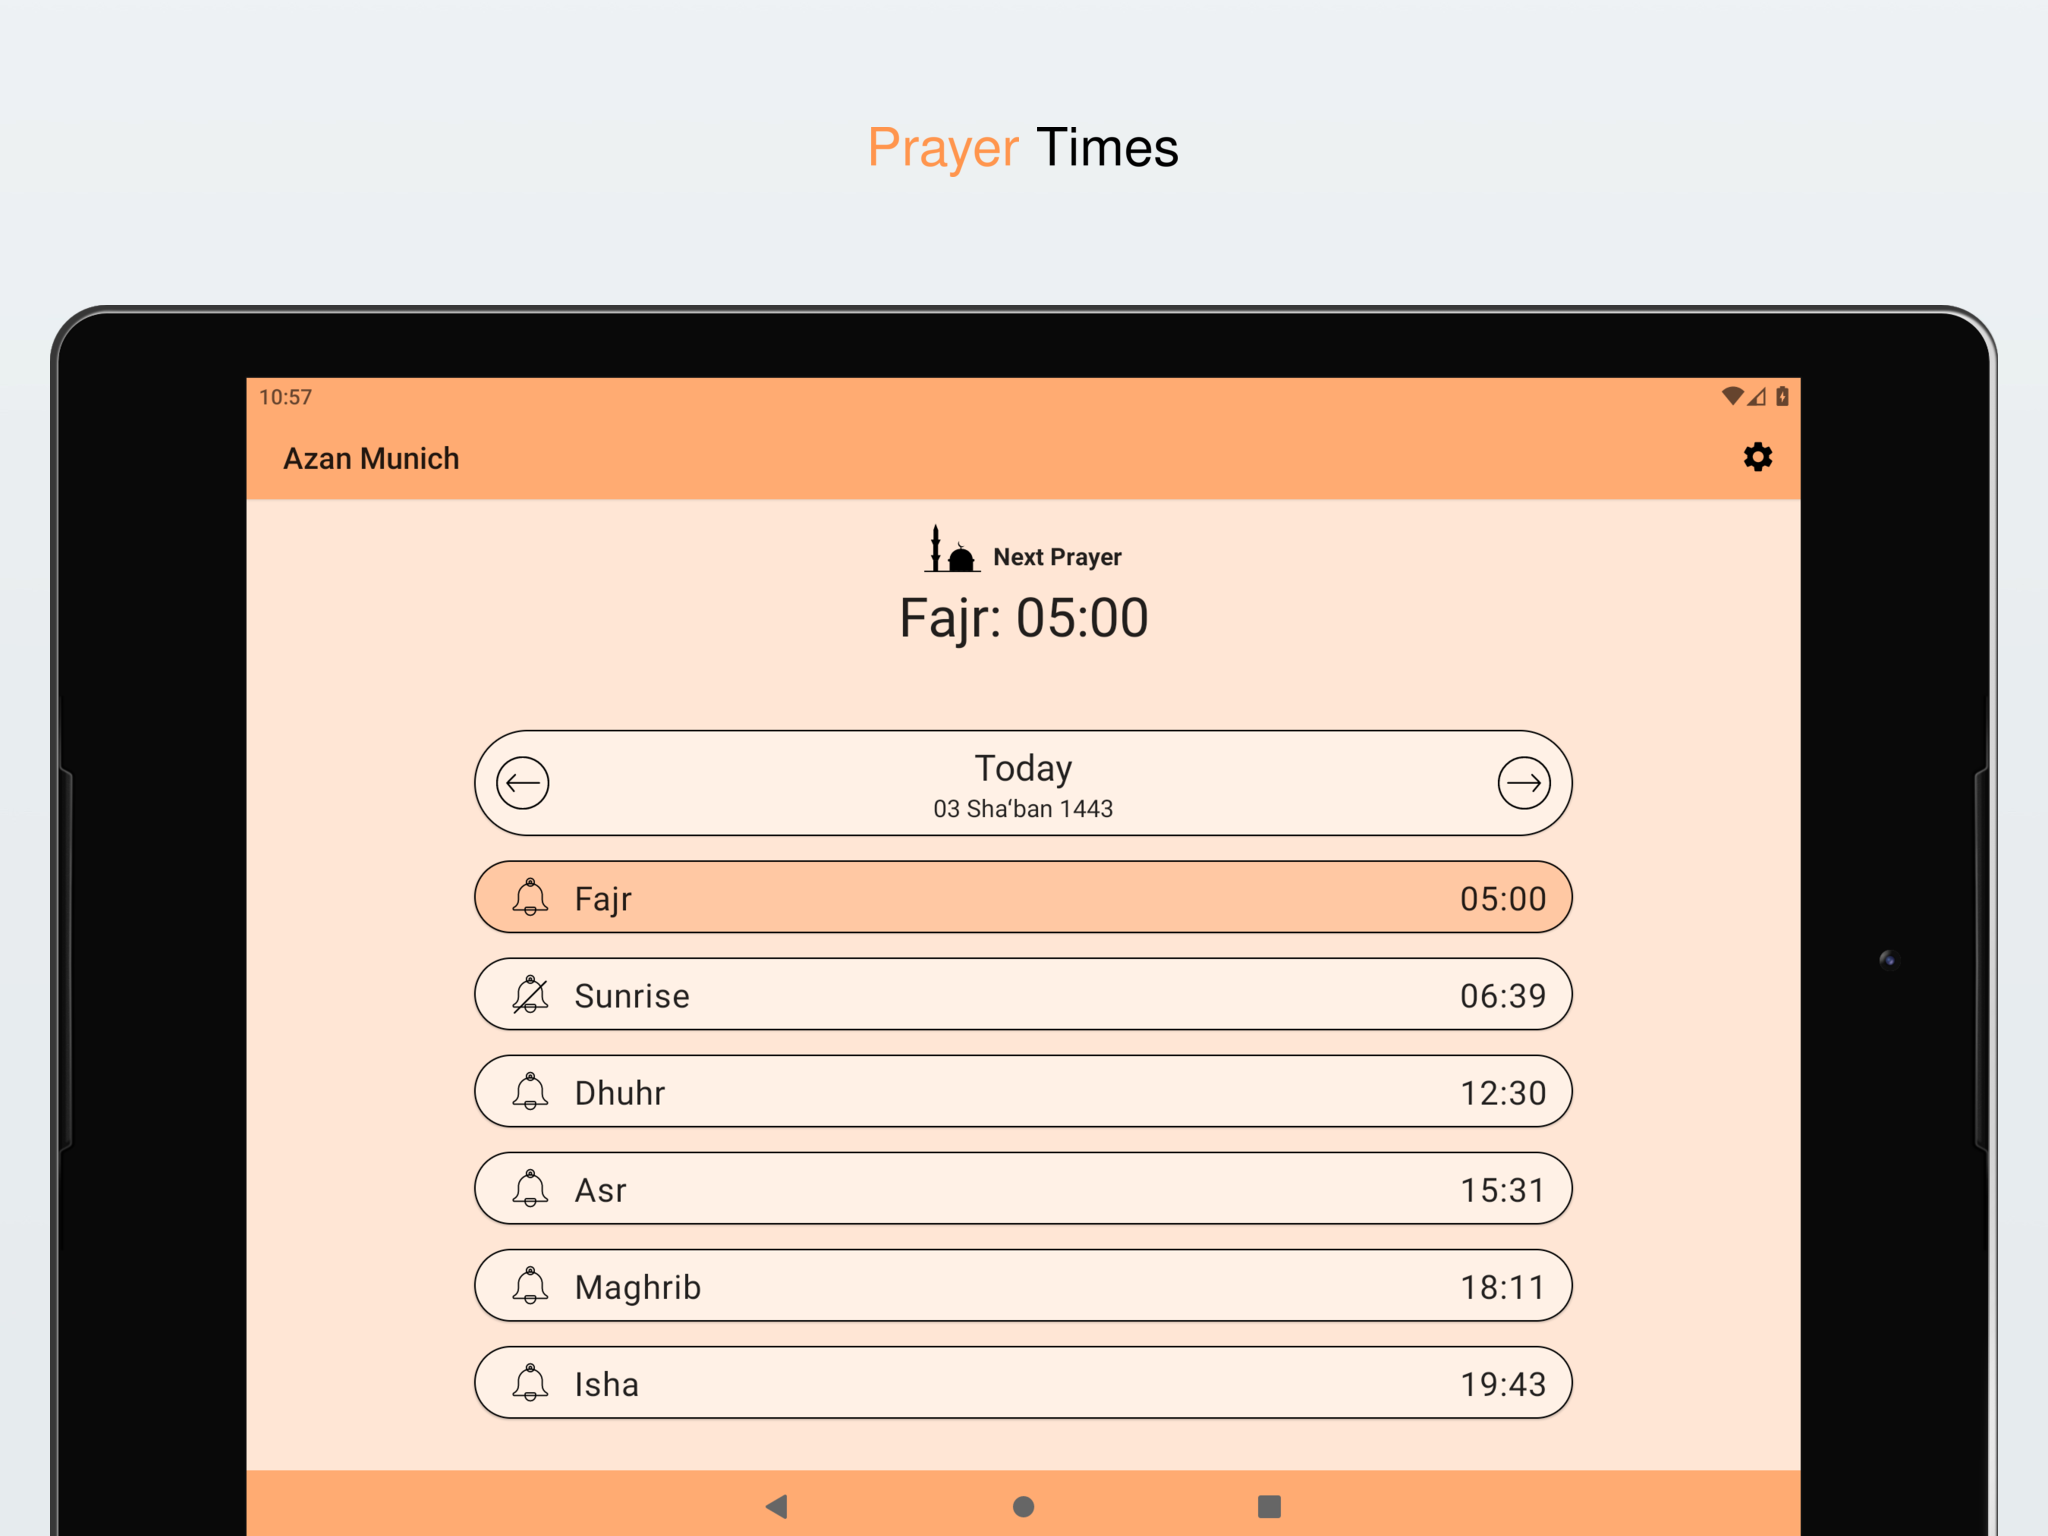 Prayer Times
10:57
Azan Munich
Next Prayer
Fajr: 05:00
Today
03 Sha‘ban 1443
Fajr 05:00
Sunrise 06:39
Dhuhr 12:30
Asr 15:31
Maghrib 18:11
Isha 19:43